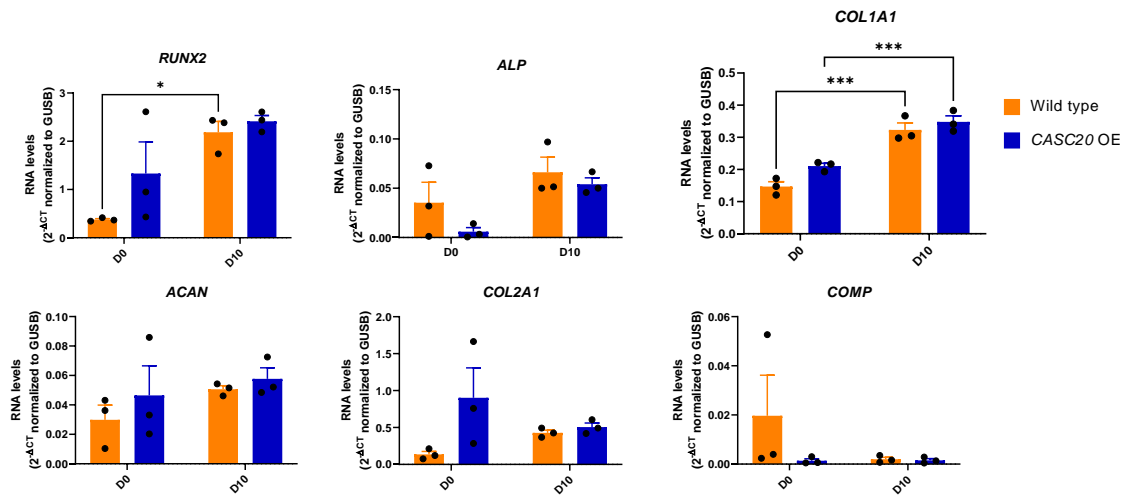 RUNX2
RNA levels
(2-ΔCT normalized to GUSB)
3
2
1
0
*
D0
D10
ALP
RNA levels
(2-ΔCT normalized to GUSB)
0.15
0.10
0.05
0.00
D0
D10
COL1A1
RNA levels
(2-ΔCT normalized to GUSB)
0.5
0.4
0.3
0.2
0.1
0.0
***
***
D0
D10
Wild type
CASC20 OE
ACAN
RNA levels
(2-ΔCT normalized to GUSB)
0.10
0.08
0.06
0.04
0.02
0.00
D0
D10
COL2A1
RNA levels
(2-ΔCT normalized to GUSB)
2.0
1.5
1.0
0.5
0.0
D0
D10
COMP
RNA levels
(2-ΔCT normalized to GUSB)
0.06
0.04
0.02
0.00
D0
D10